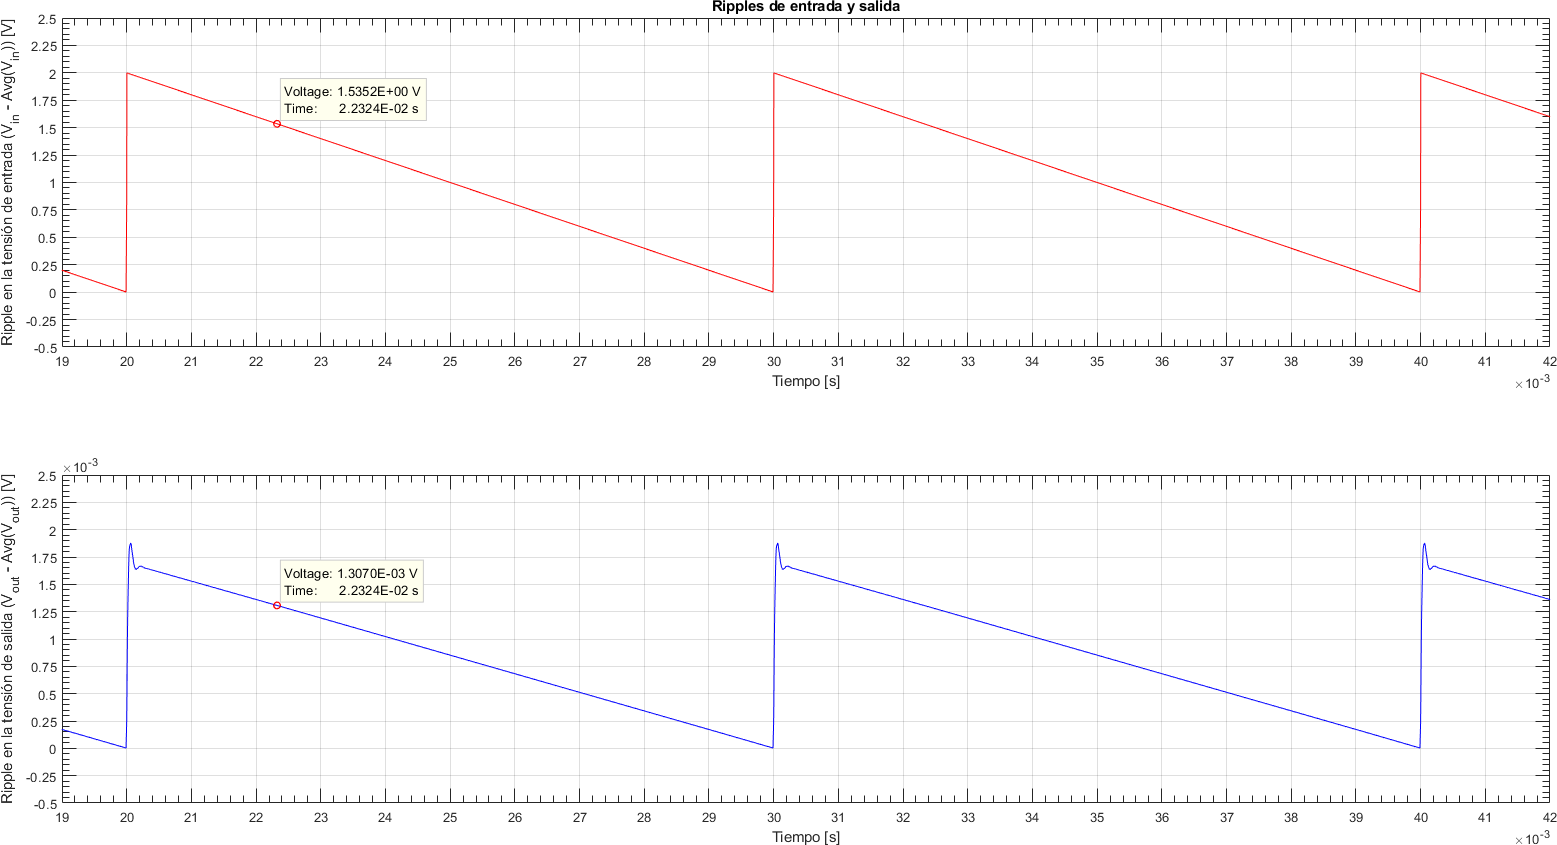 Ripples de entrada y salida
Ripple en la tensión de entrada (V_in - Avg(V_in)) [V]
2.5
2.25
2
1.75
1.5
1.25
1
0.75
0.5
0.25
0
-0.25
-0.5
Voltage: 1.5352E+00 V
Time: 2.2324E-02 s
19 20 21 22 23 24 25 26 27 28 29 30 31 32 33 34 35 36 37 38 39 40 41 42
Tiempo [s]
×10^-3
×10^-3
Ripple en la tensión de salida (V_out - Avg(V_out)) [V]
2.5
2.25
2
1.75
1.5
1.25
1
0.75
0.5
0.25
0
-0.25
-0.5
Voltage: 1.3070E-03 V
Time: 2.2324E-02 s
19 20 21 22 23 24 25 26 27 28 29 30 31 32 33 34 35 36 37 38 39 40 41 42
Tiempo [s]
×10^-3